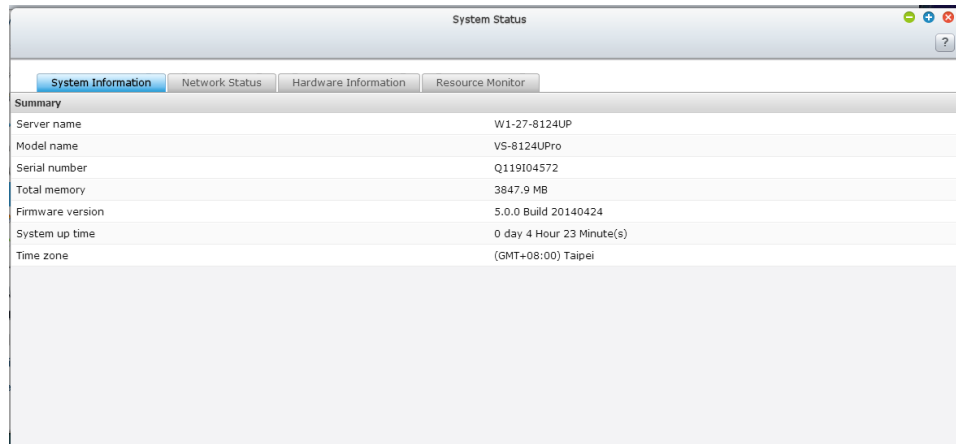 System Status
?
System Information Network Status Hardware Information Resource Monitor
Summary
Server name W1-27-8124UP
Model name VS-8124UPro
Serial number Q119I04572
Total memory 3847.9 MB
Firmware version 5.0.0 Build 20140424
System up time 0 day 4 Hour 23 Minute(s)
Time zone (GMT+08:00) Taipei